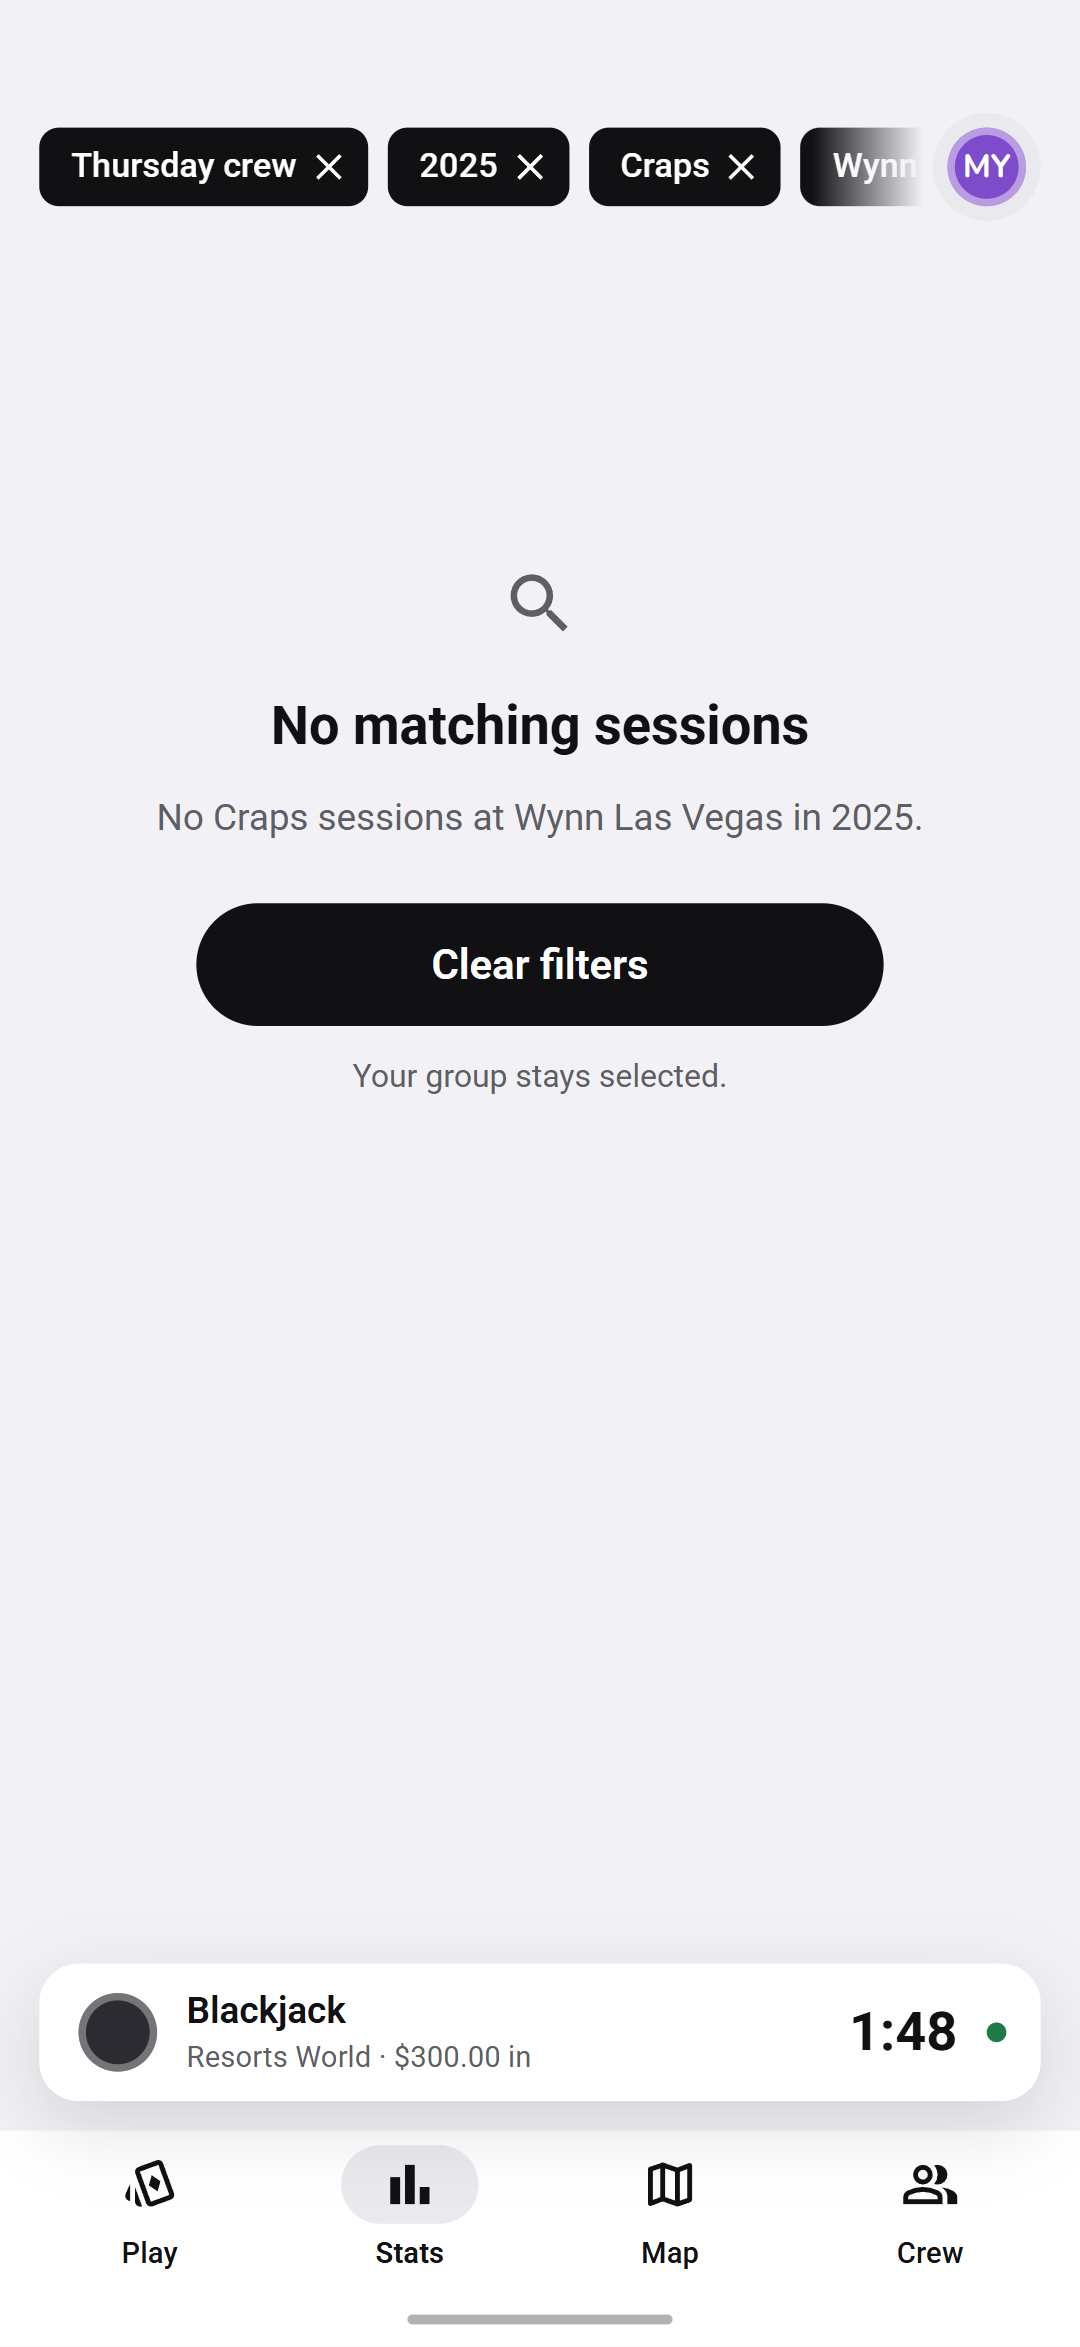 Thursday crew
2025
Craps
Wynn
MY
No matching sessions
No Craps sessions at Wynn Las Vegas in 2025.
Clear filters
Your group stays selected.
Blackjack
Resorts World · $300.00 in
1:48
Play
Stats
Map
Crew